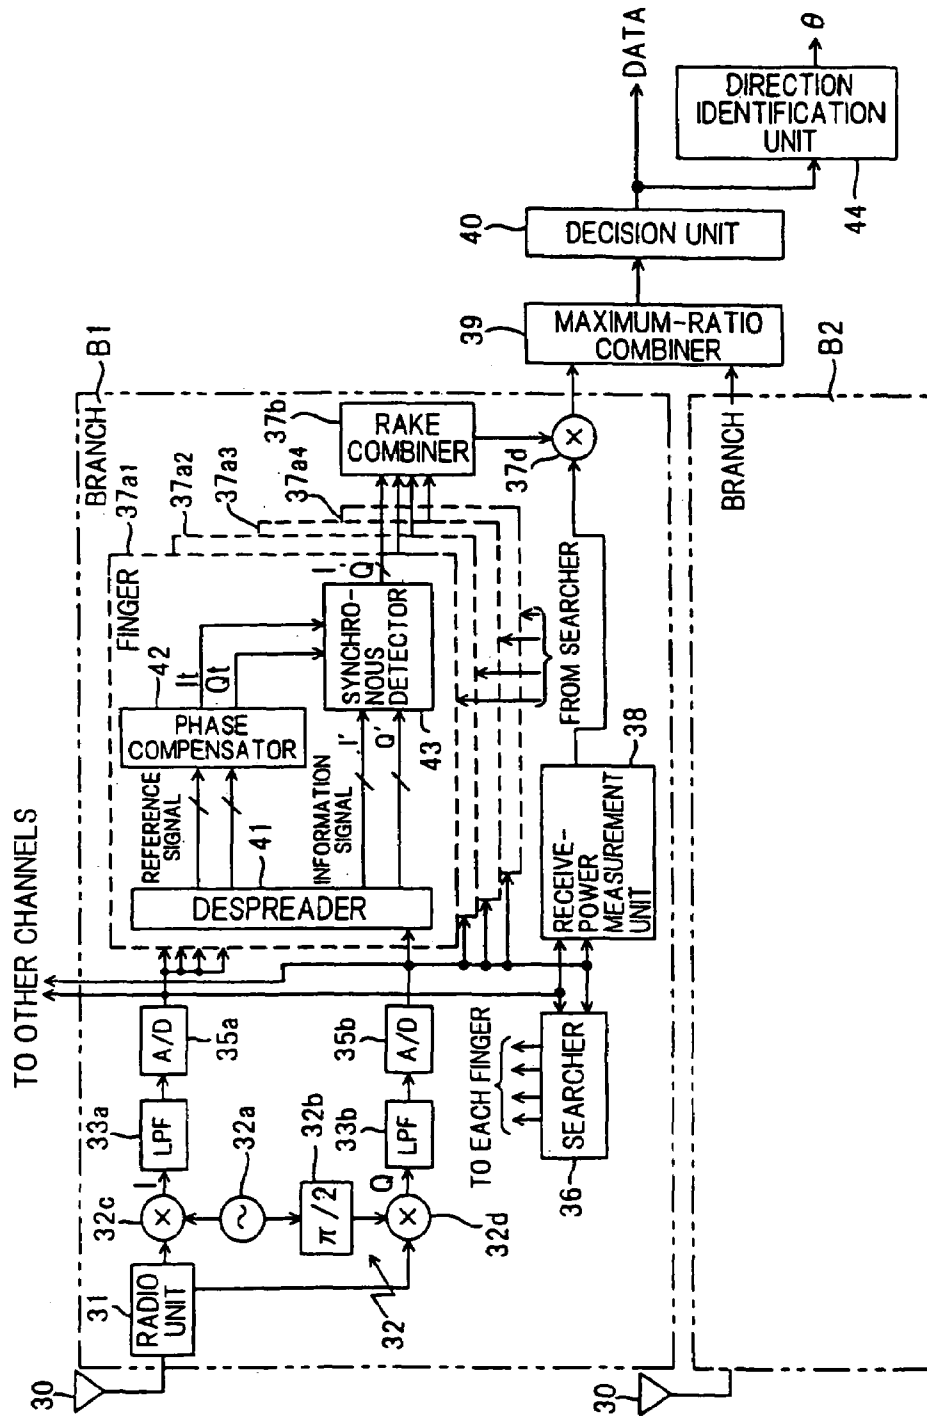 TO OTHER CHANNELS
BRANCH
B1
30
31
RADIO
UNIT
32
32c
32a
32b
π/2
32d
I
Q
33a
LPF
33b
LPF
35a
A/D
35b
A/D
36
SEARCHER
TO EACH FINGER
FINGER
37a1
37a2
37a3
37a4
41
DESPREADER
REFERENCE
SIGNAL
INFORMATION
SIGNAL
I'
Q'
42
PHASE
COMPENSATOR
It
Qt
43
SYNCHRO-
NOUS
DETECTOR
I'
Q'
37b
RAKE
COMBINER
FROM SEARCHER
38
RECEIVE-
POWER
MEASUREMENT
UNIT
37d
39
MAXIMUM-RATIO
COMBINER
40
DECISION UNIT
DATA
44
DIRECTION
IDENTIFICATION
UNIT
θ
30
BRANCH
B2